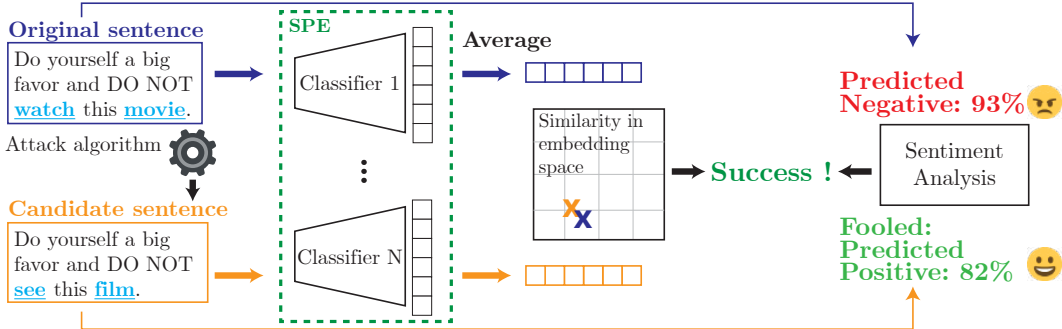 Original sentence
Do yourself a big
favor and DO NOT
watch this movie.
Attack algorithm
Candidate sentence
Do yourself a big
favor and DO NOT
see this film.
SPE
Classifier 1
...
Classifier N
Average
Similarity in
embedding
space
X
X
Success !
Predicted
Negative: 93%
Sentiment
Analysis
Fooled:
Predicted
Positive: 82%